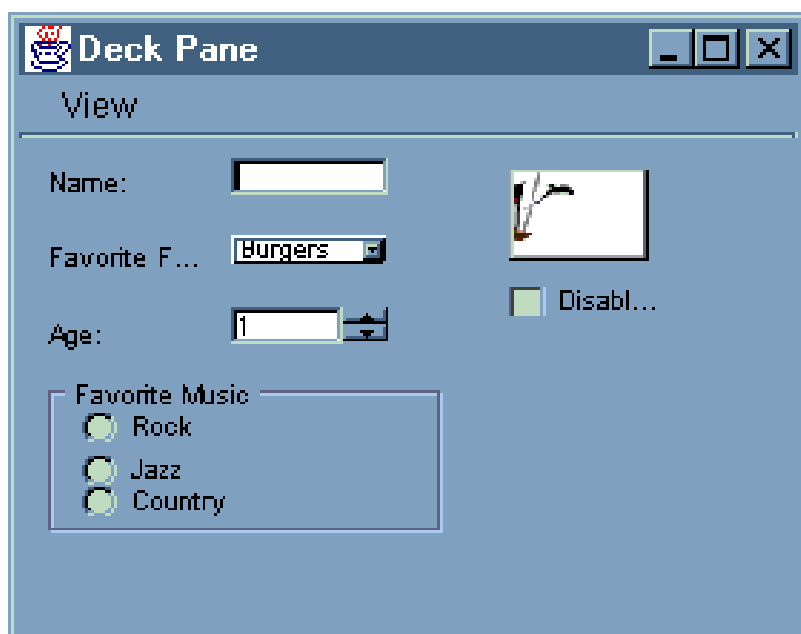 Deck Pane
View
Name:
Favorite F...
Burgers
Disabl...
Age:
1
Favorite Music
Rock
Jazz
Country